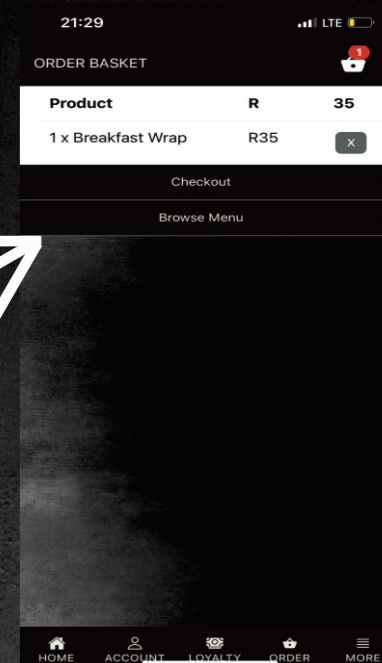 21:29 LTE
ORDER BASKET 1
Product R 35
1 x Breakfast Wrap R35 X
Checkout
Browse Menu
HOME ACCOUNT LOYALTY ORDER MORE